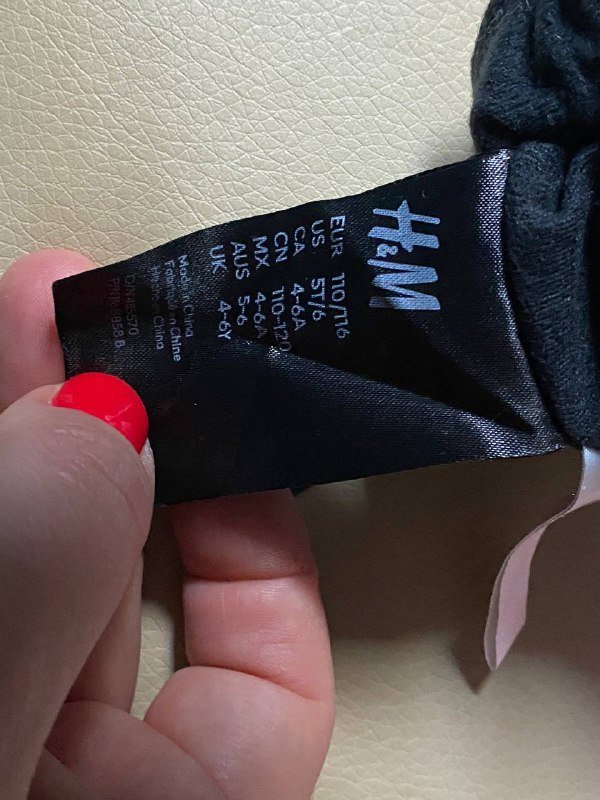 H&M
EUR 110/116
US 5T/6
CA 4-6A
CN 110-120
MX 4-6A
AUS 5-6
UK 4-6Y
Made in China
Fabriqué en Chine
Hecho China